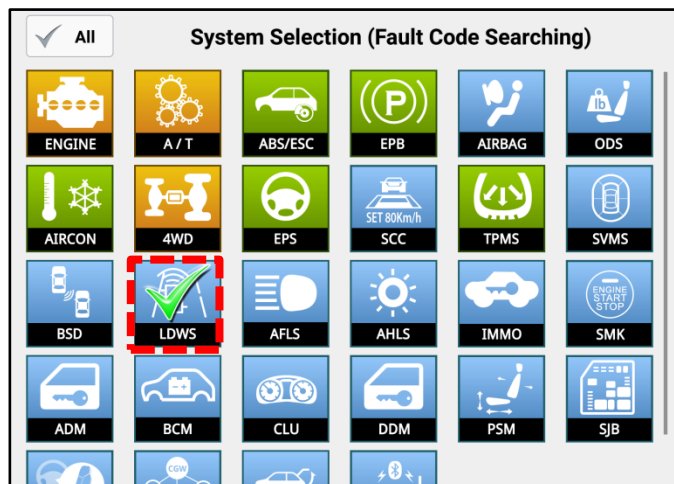 All
System Selection (Fault Code Searching)
ENGINE
A / T
ABS/ESC
(P)
EPB
AIRBAG
lb
ODS
AIRCON
4WD
EPS
SET 80Km/h
SCC
TPMS
SVMS
BSD
LDWS
AFLS
AHLS
IMMO
ENGINE
START
STOP
SMK
ADM
BCM
CLU
DDM
PSM
SJB
CGW